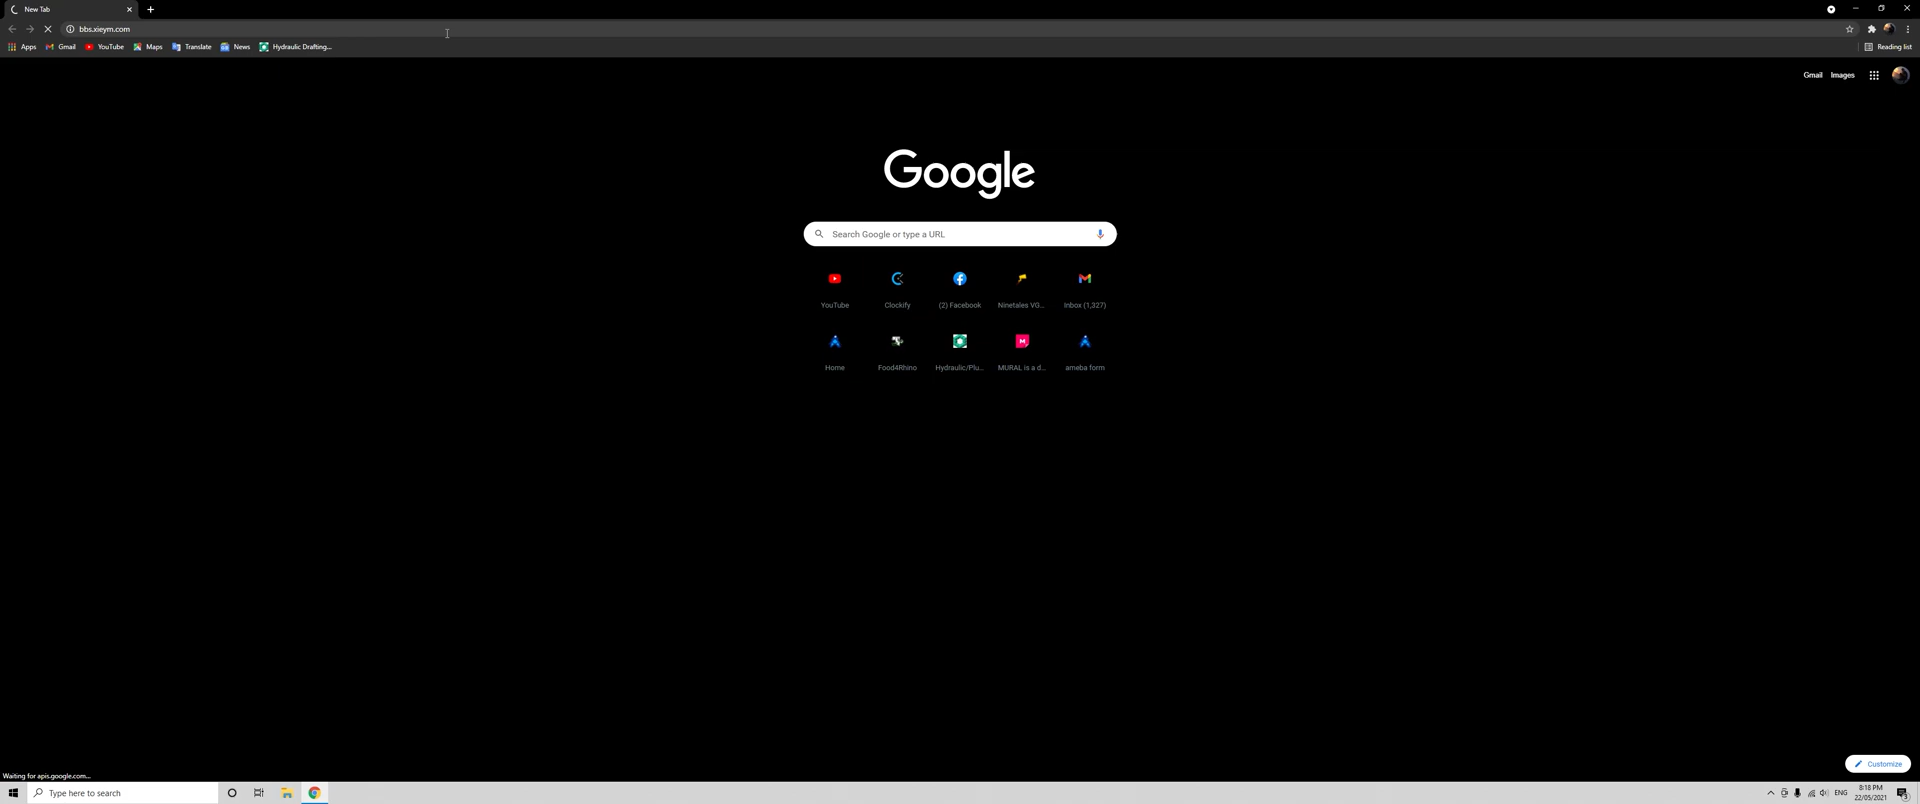 New Tab
bbs.xieym.com
Apps Gmail YouTube Maps Translate News Hydraulic Drafting... Reading list
Gmail Images
Google
Search Google or type a URL
YouTube Clockify (2) Facebook Ninetales VG... Inbox (1,327)
Home Food4Rhino Hydraulic/Plu... MURAL is a d... ameba form
Customize
Waiting for apis.google.com...
Type here to search ENG 8:18 PM
22/05/2021